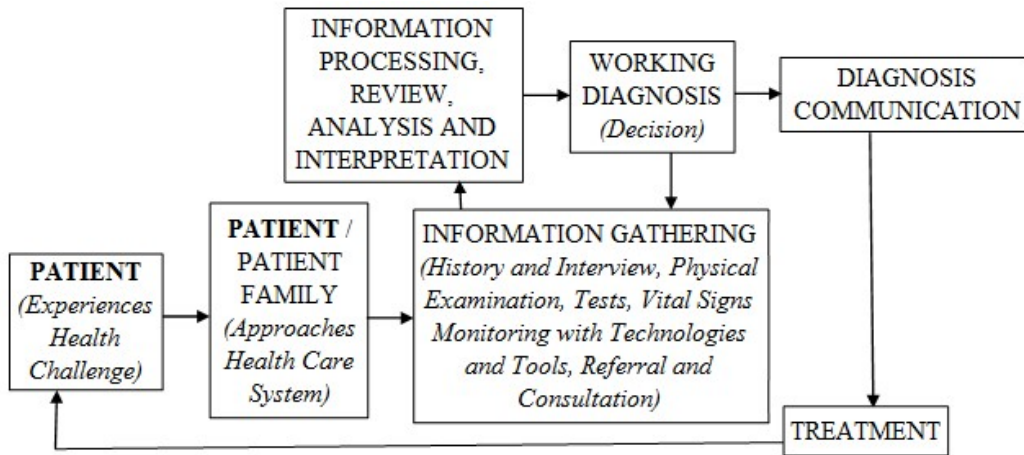 INFORMATION
PROCESSING,
REVIEW,
ANALYSIS AND
INTERPRETATION
WORKING
DIAGNOSIS
(Decision)
DIAGNOSIS
COMMUNICATION
PATIENT
(Experiences
Health
Challenge)
PATIENT /
PATIENT
FAMILY
(Approaches
Health Care
System)
INFORMATION GATHERING
(History and Interview, Physical
Examination, Tests, Vital Signs
Monitoring with Technologies
and Tools, Referral and
Consultation)
TREATMENT